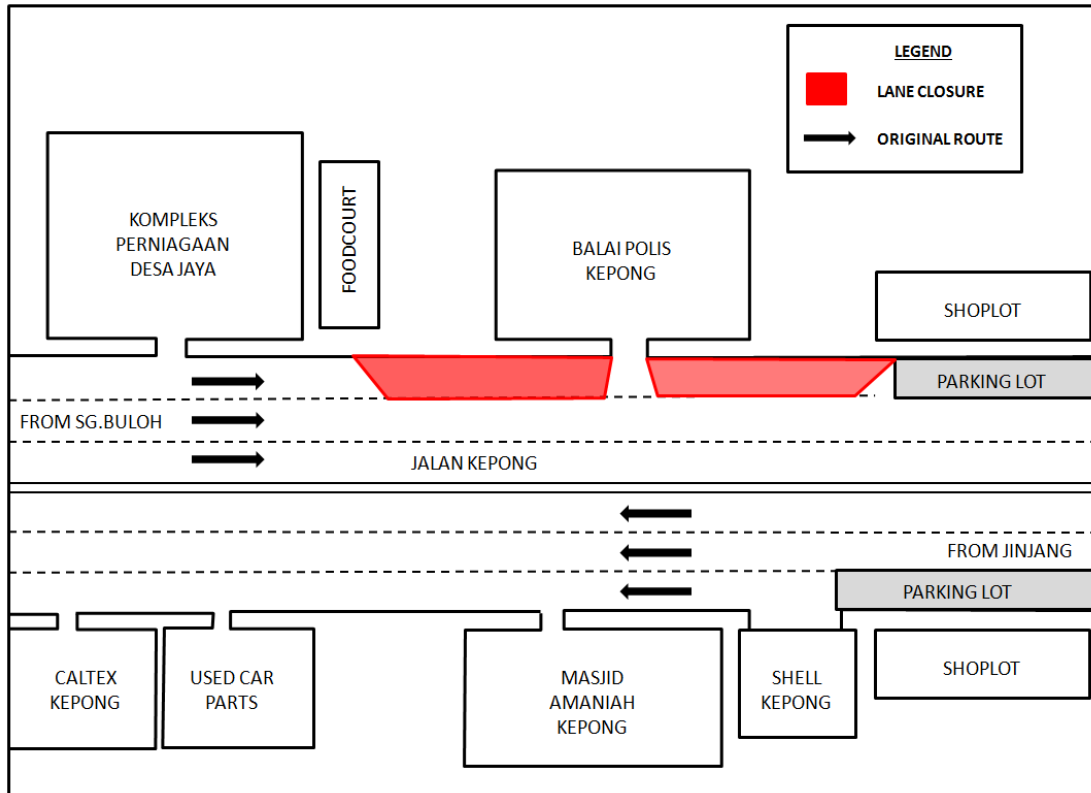 LEGEND
LANE CLOSURE
ORIGINAL ROUTE
KOMPLEKS
PERNIAGAAN
DESA JAYA
FOODCOURT
BALAI POLIS
KEPONG
SHOPLOT
PARKING LOT
FROM SG.BULOH
JALAN KEPONG
FROM JINJANG
PARKING LOT
CALTEX
KEPONG
USED CAR
PARTS
MASJID
AMANIAH
KEPONG
SHELL
KEPONG
SHOPLOT